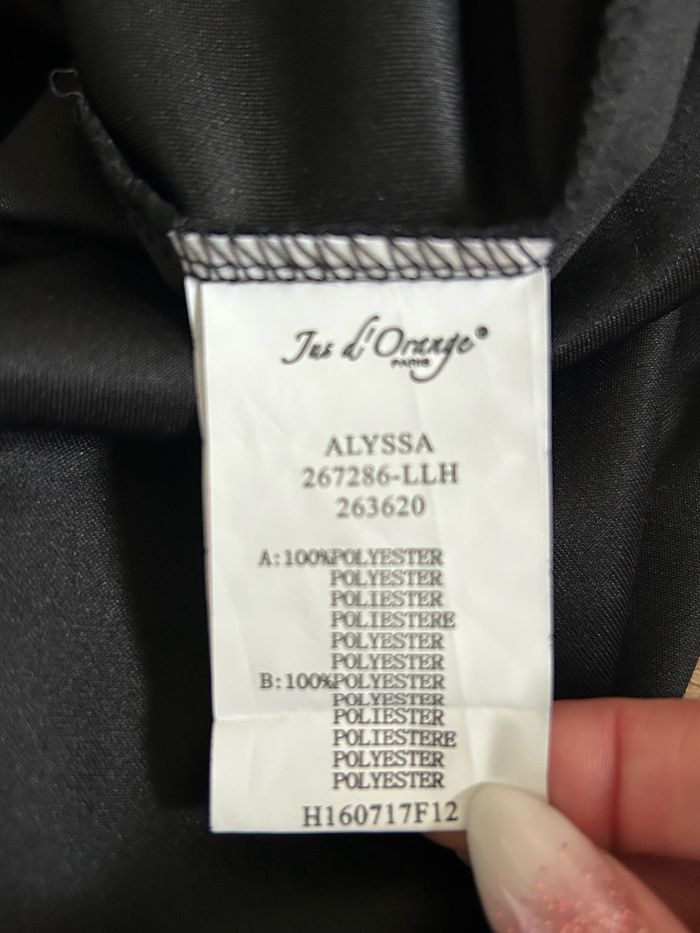 Jus d'Orange®
PARIS
ALYSSA
267286-LLH
263620
A:100%POLYESTER
POLYESTER
POLIESTER
POLIESTERE
POLYESTER
POLYESTER
B:100%POLYESTER
POLYESTER
POLIESTER
POLIESTERE
POLYESTER
POLYESTER
H160717F12